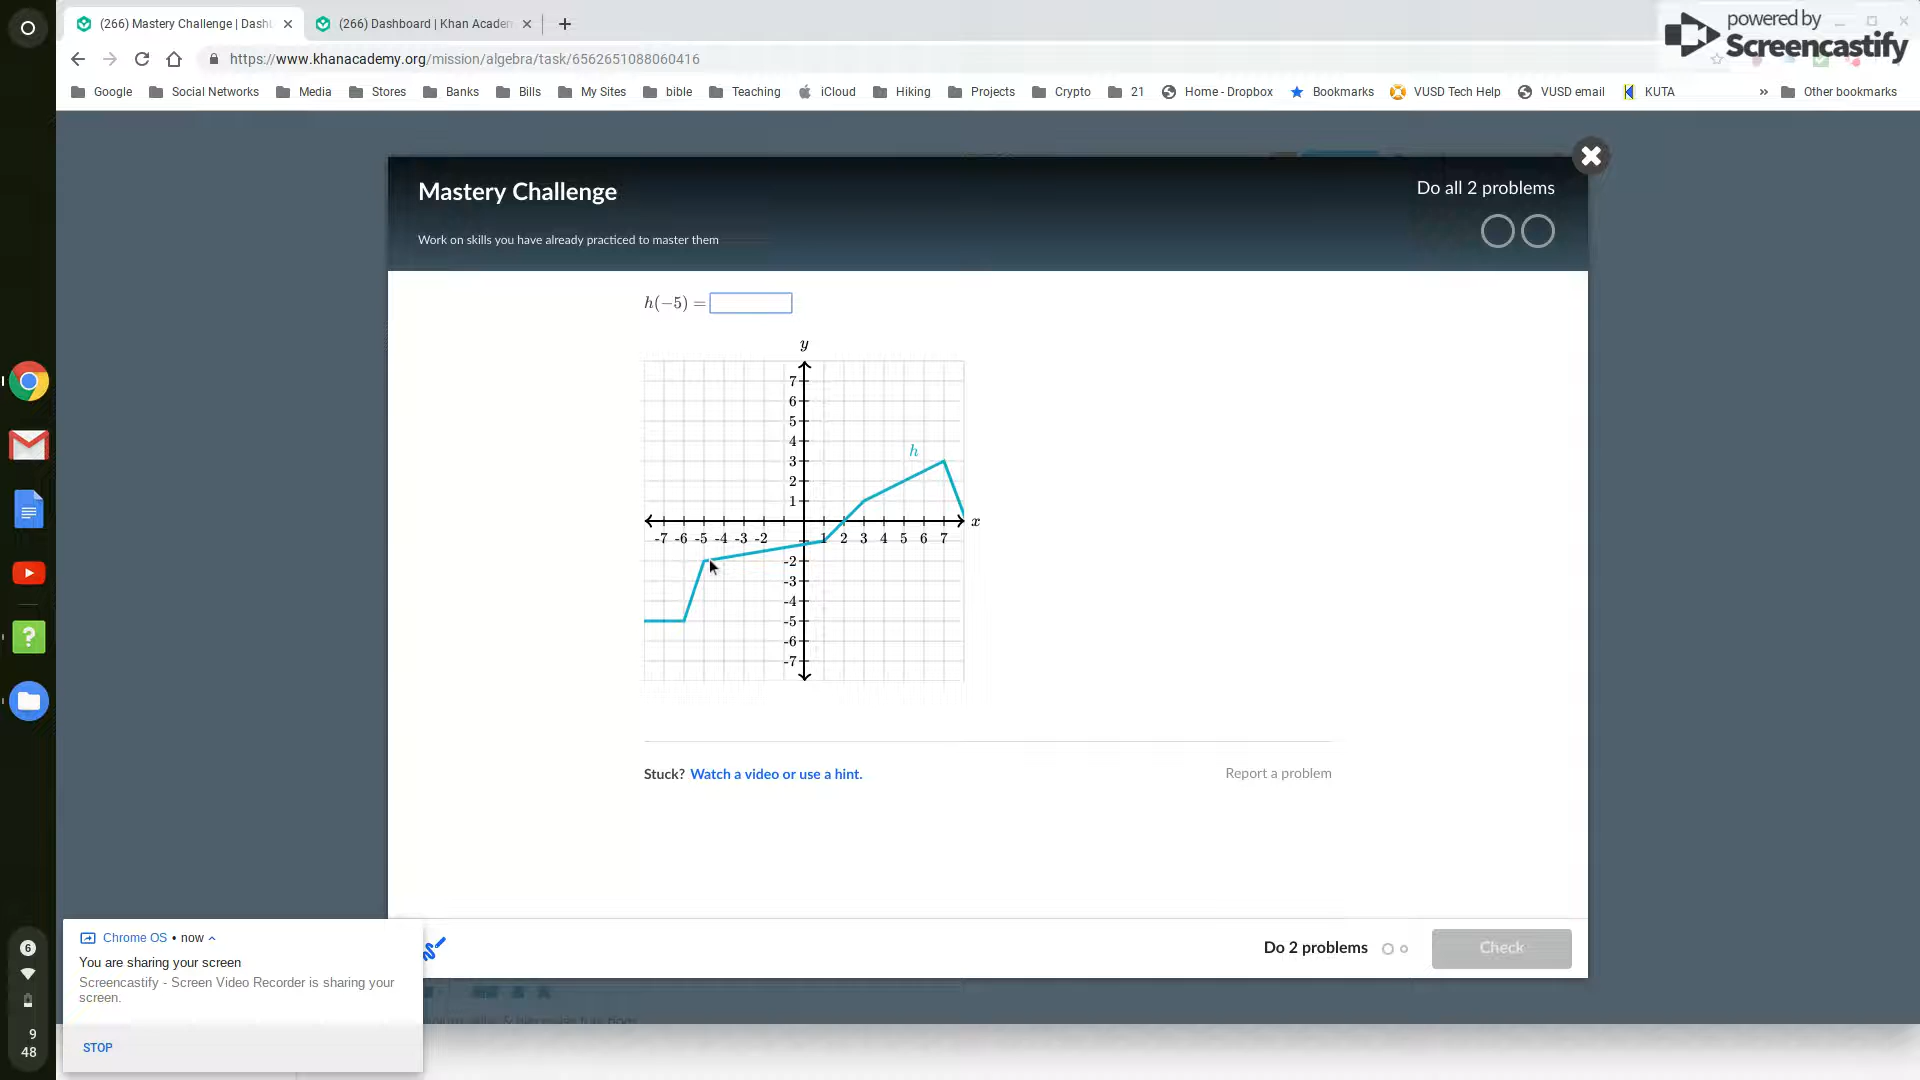 (266) Mastery Challenge | Dash
(266) Dashboard | Khan Academ
powered by
Screencastify
https://www.khanacademy.org/mission/algebra/task/6562651088060416
Google
Social Networks
Media
Stores
Banks
Bills
My Sites
bible
Teaching
iCloud
Hiking
Projects
Crypto
21
Home - Dropbox
Bookmarks
VUSD Tech Help
VUSD email
KUTA
»
Other bookmarks
Mastery Challenge
Do all 2 problems
Work on skills you have already practiced to master them
h(−5) =
y
7
6
5
4
h
3
2
1
x
-7 -6 -5 -4 -3 -2 1 2 3 4 5 6 7
-2
-3
-4
-5
-6
-7
Stuck? Watch a video or use a hint.
Report a problem
Do 2 problems
Check
Chrome OS • now
You are sharing your screen
Screencastify - Screen Video Recorder is sharing your
screen.
STOP
6
9
48